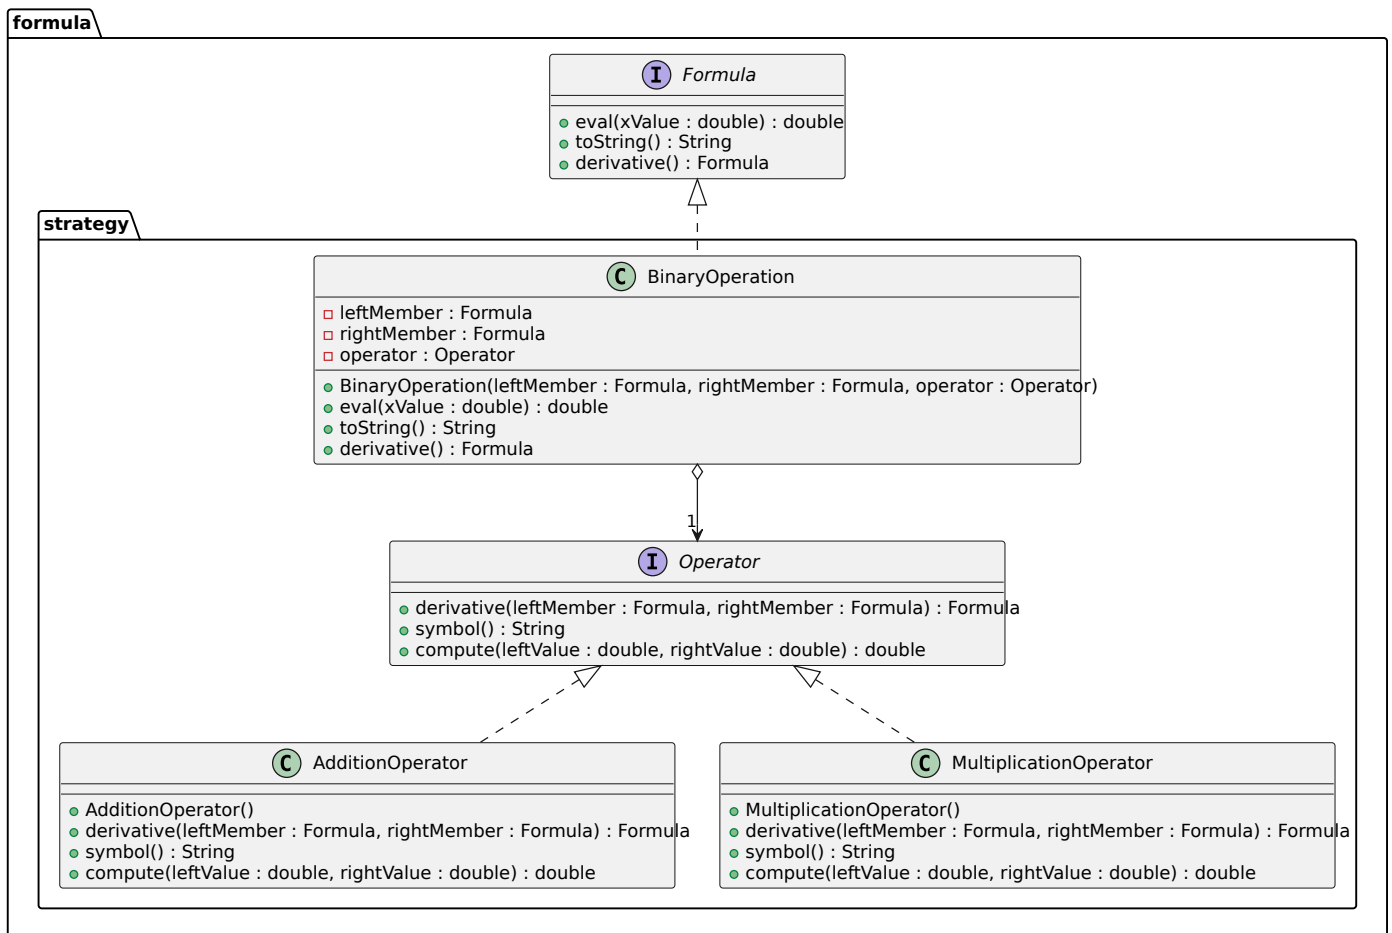 formula
I Formula
eval(xValue : double) : double
toString() : String
derivative() : Formula
strategy
C BinaryOperation
leftMember : Formula
rightMember : Formula
operator : Operator
BinaryOperation(leftMember : Formula, rightMember : Formula, operator : Operator)
eval(xValue : double) : double
toString() : String
derivative() : Formula
1
I Operator
derivative(leftMember : Formula, rightMember : Formula) : Formula
symbol() : String
compute(leftValue : double, rightValue : double) : double
C AdditionOperator
AdditionOperator()
derivative(leftMember : Formula, rightMember : Formula) : Formula
symbol() : String
compute(leftValue : double, rightValue : double) : double
C MultiplicationOperator
MultiplicationOperator()
derivative(leftMember : Formula, rightMember : Formula) : Formula
symbol() : String
compute(leftValue : double, rightValue : double) : double